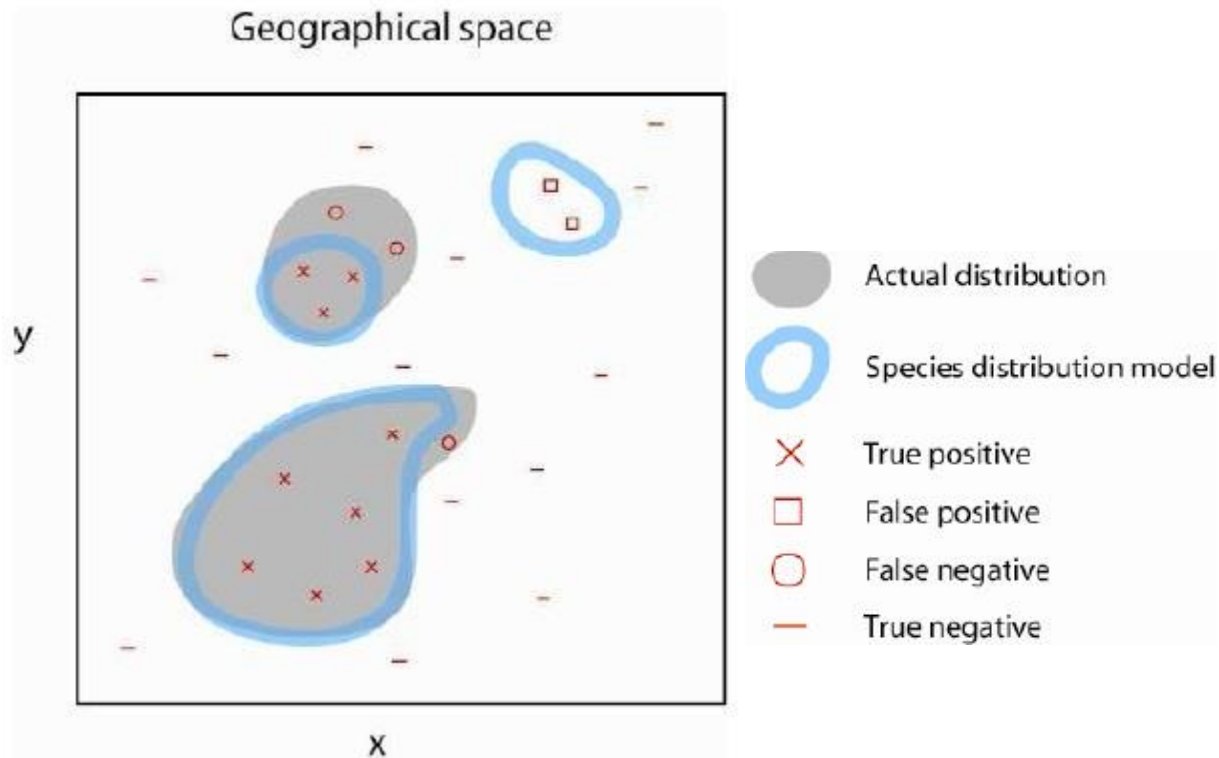 Geographical space
y
x
Actual distribution
Species distribution model
True positive
False positive
False negative
True negative